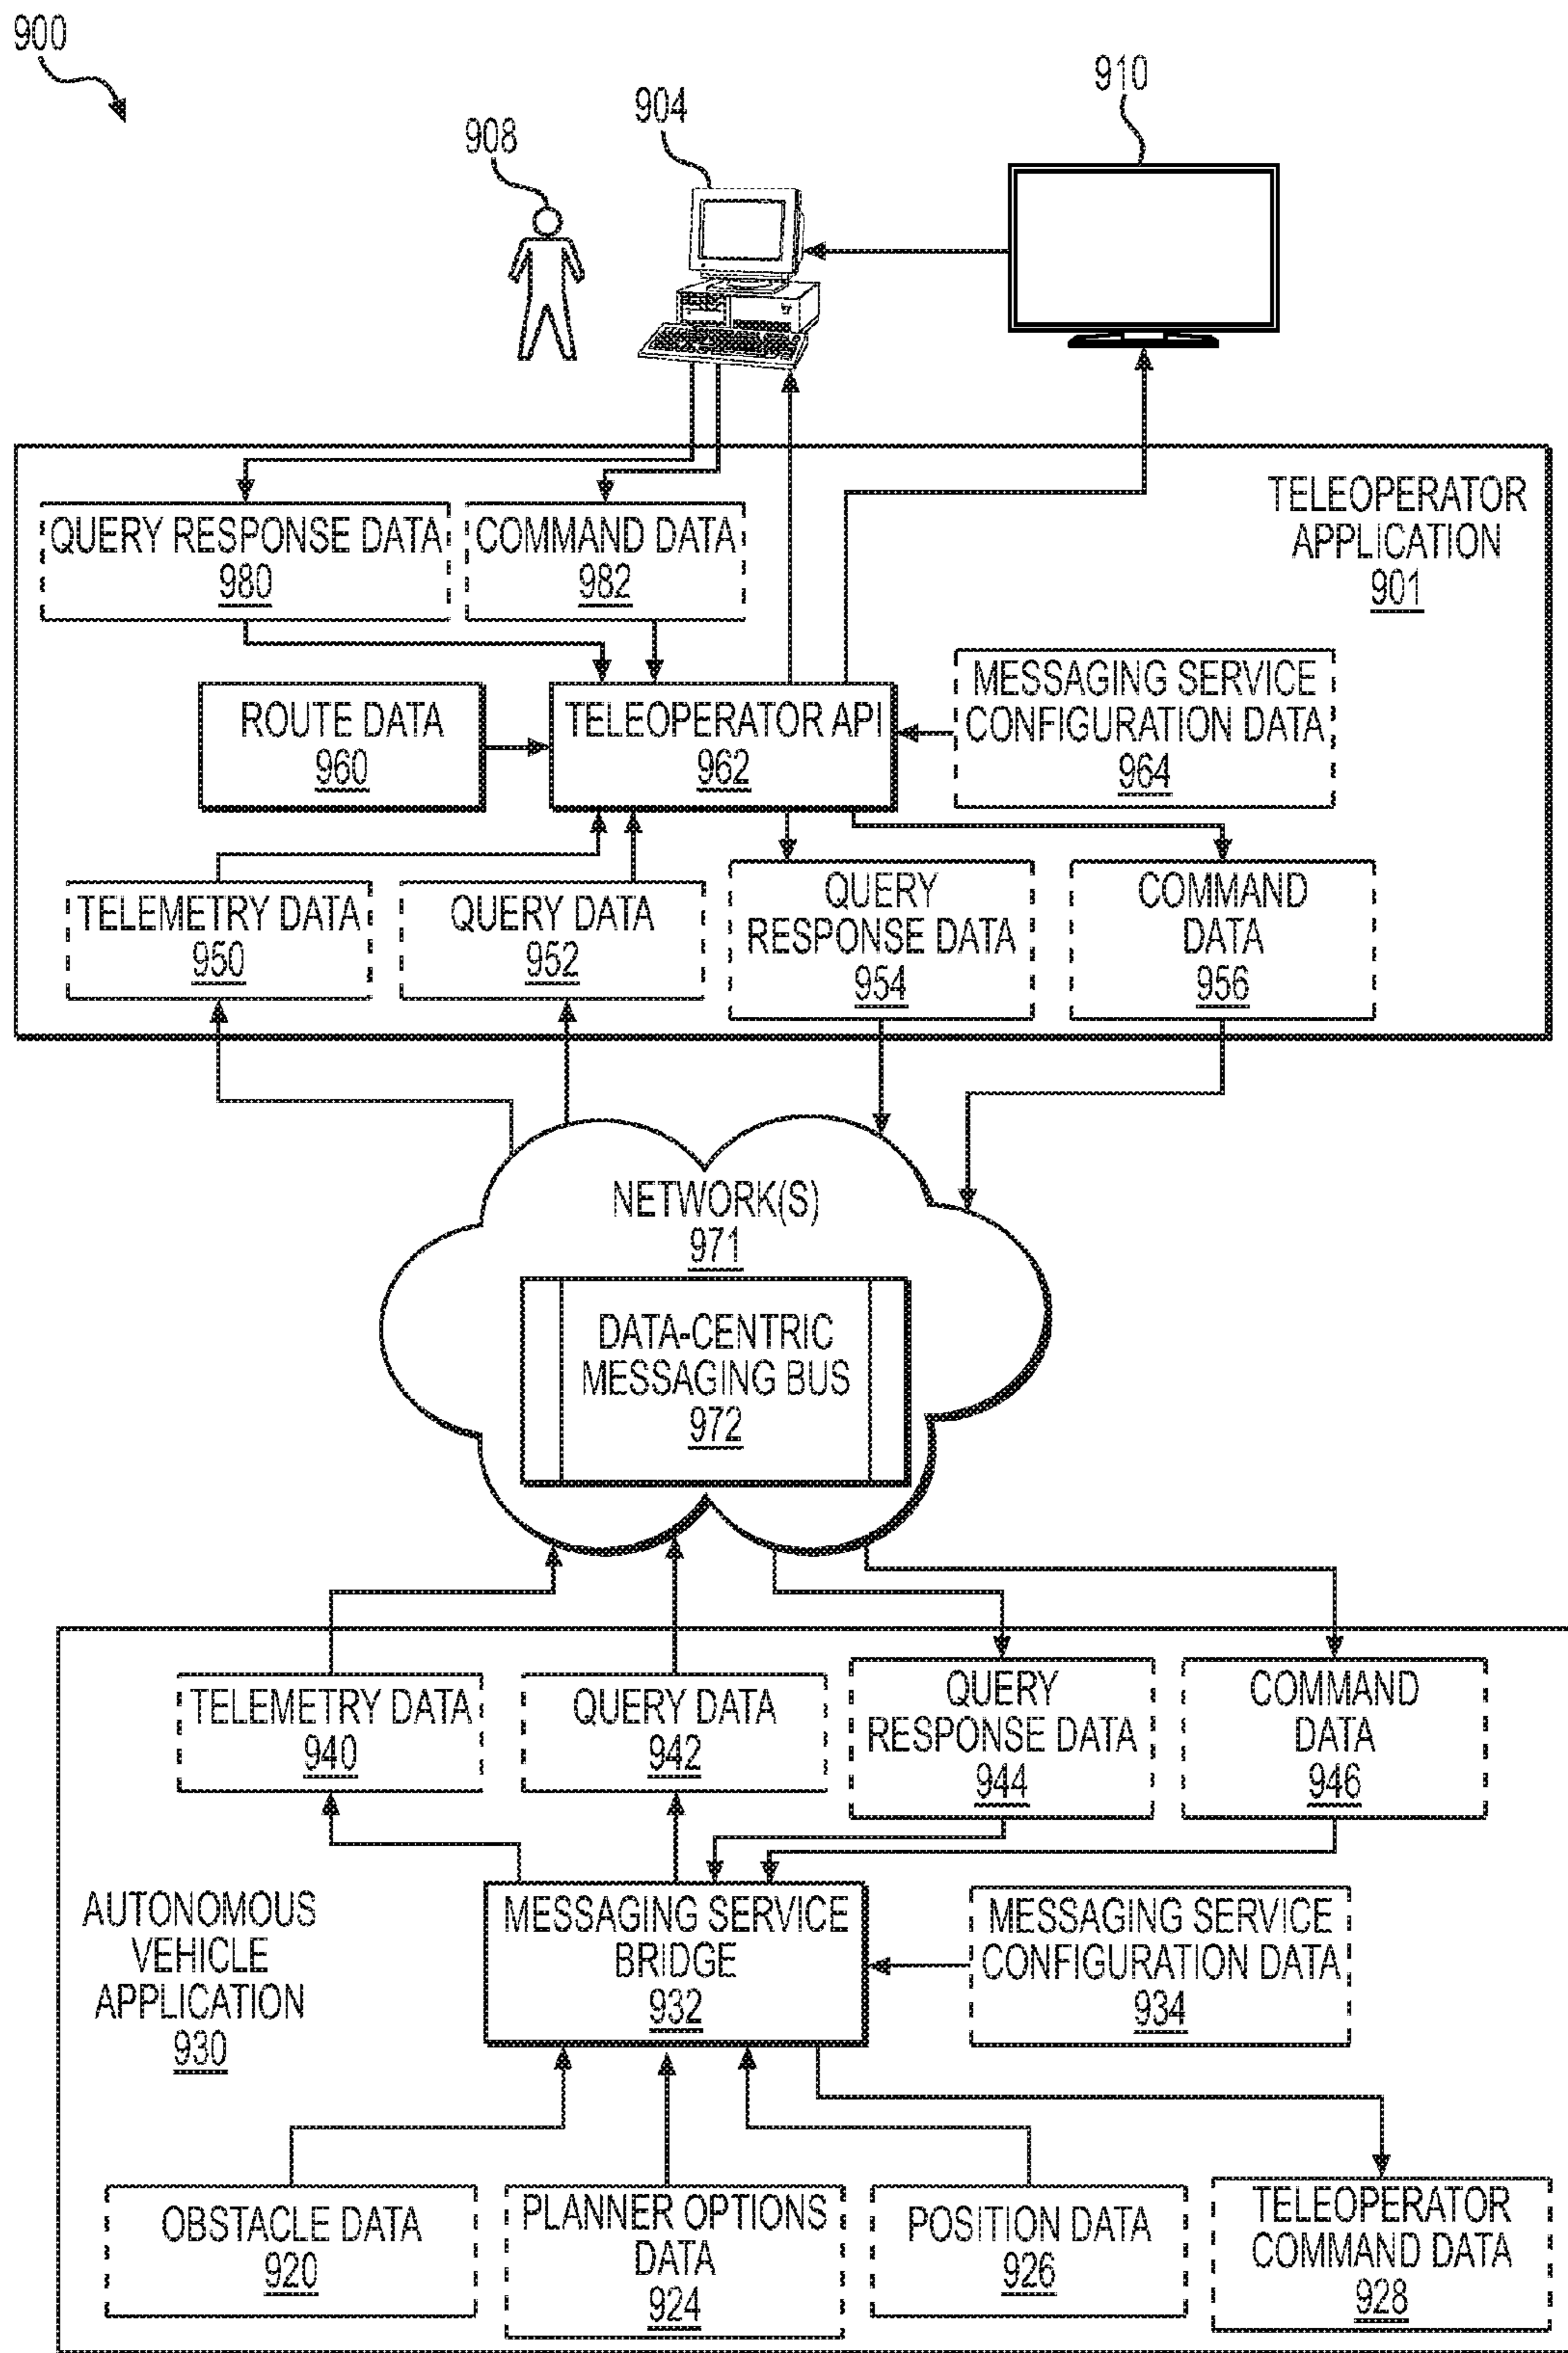 900
908
904
910
TELEOPERATOR
APPLICATION
901
QUERY RESPONSE DATA
980
COMMAND DATA
982
ROUTE DATA
960
TELEOPERATOR API
962
MESSAGING SERVICE
CONFIGURATION DATA
964
TELEMETRY DATA
950
QUERY DATA
952
QUERY
RESPONSE DATA
954
COMMAND
DATA
956
NETWORK(S)
971
DATA-CENTRIC
MESSAGING BUS
972
TELEMETRY DATA
940
QUERY DATA
942
QUERY
RESPONSE DATA
944
COMMAND
DATA
946
AUTONOMOUS
VEHICLE
APPLICATION
930
MESSAGING SERVICE
BRIDGE
932
MESSAGING SERVICE
CONFIGURATION DATA
934
OBSTACLE DATA
920
PLANNER OPTIONS
DATA
924
POSITION DATA
926
TELEOPERATOR
COMMAND DATA
928